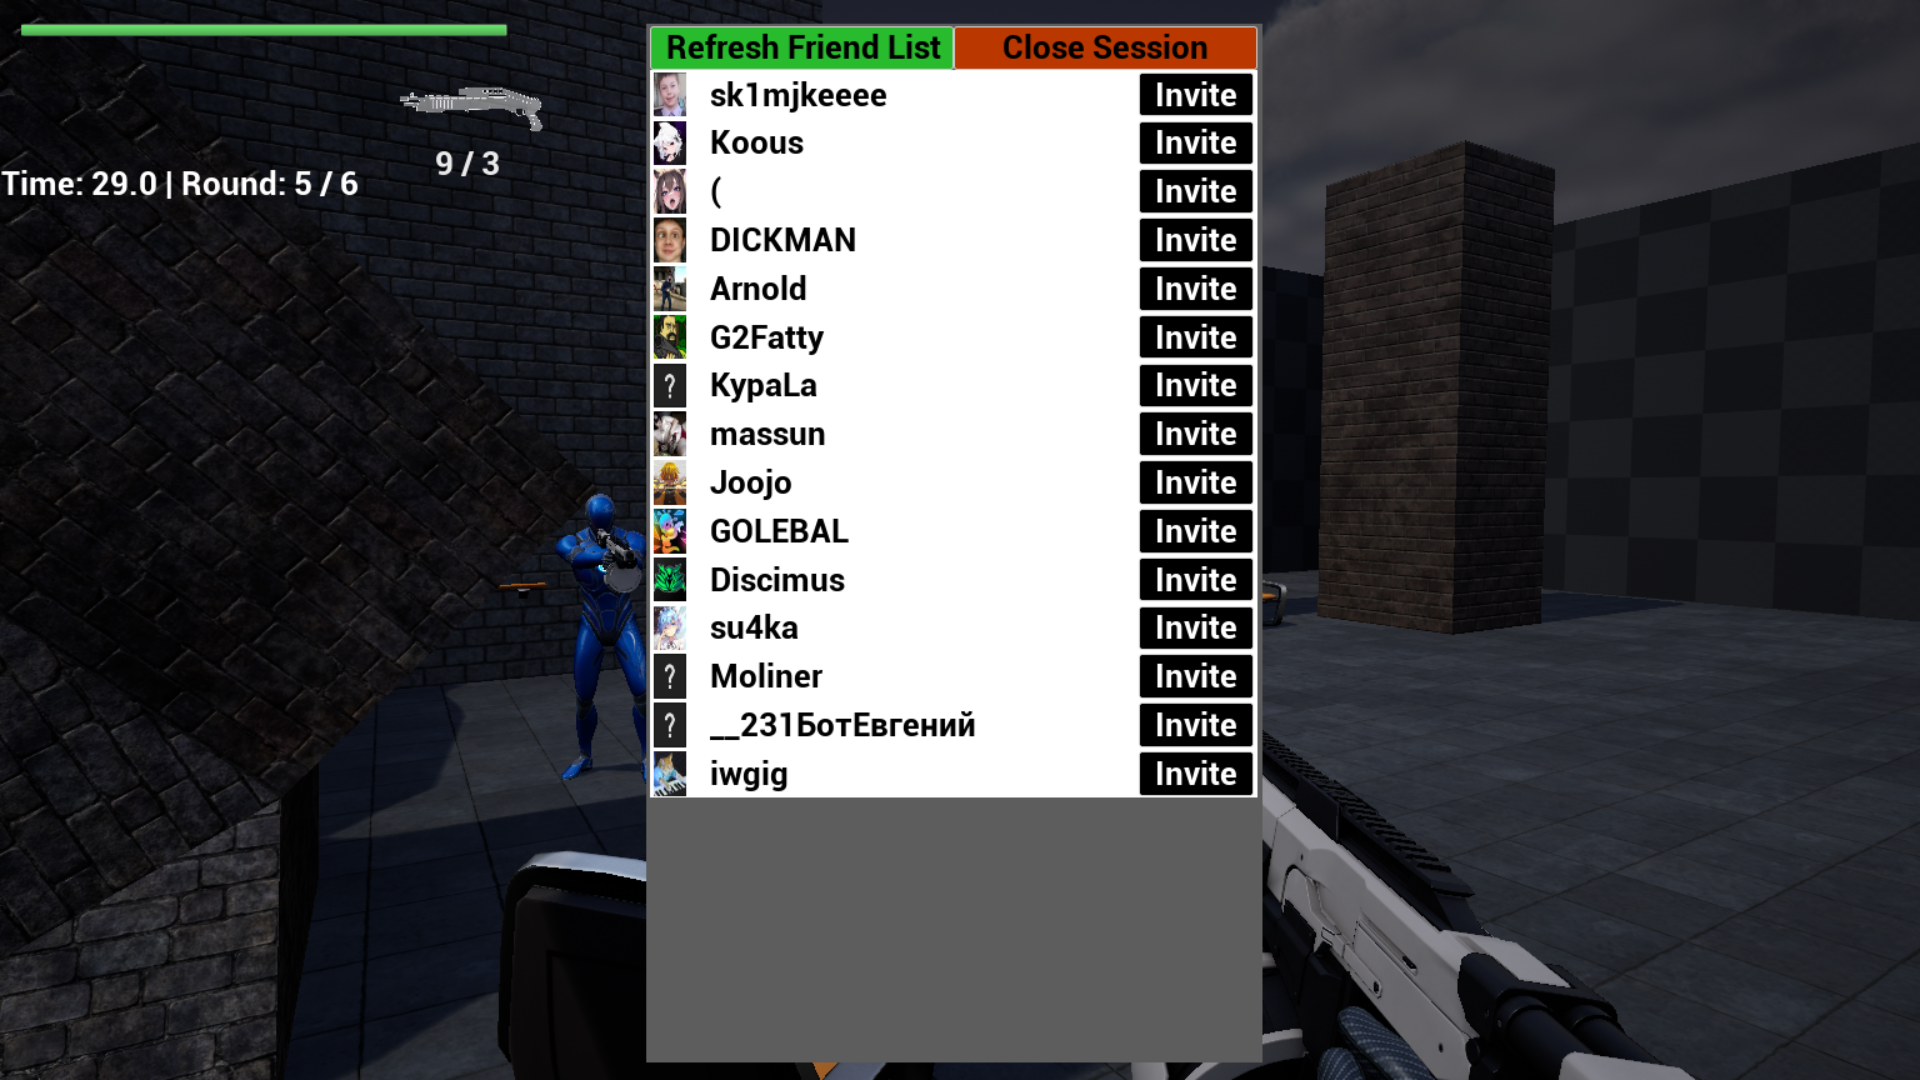 Refresh Friend List Close Session
9 / 3
Time: 29.0 | Round: 5 / 6
sk1mjkeeee Invite
Koous Invite
( Invite
DICKMAN Invite
Arnold Invite
G2Fatty Invite
? KypaLa Invite
massun Invite
Joojo Invite
GOLEBAL Invite
Discimus Invite
su4ka Invite
? Moliner Invite
? __231БотЕвгений Invite
iwgig Invite